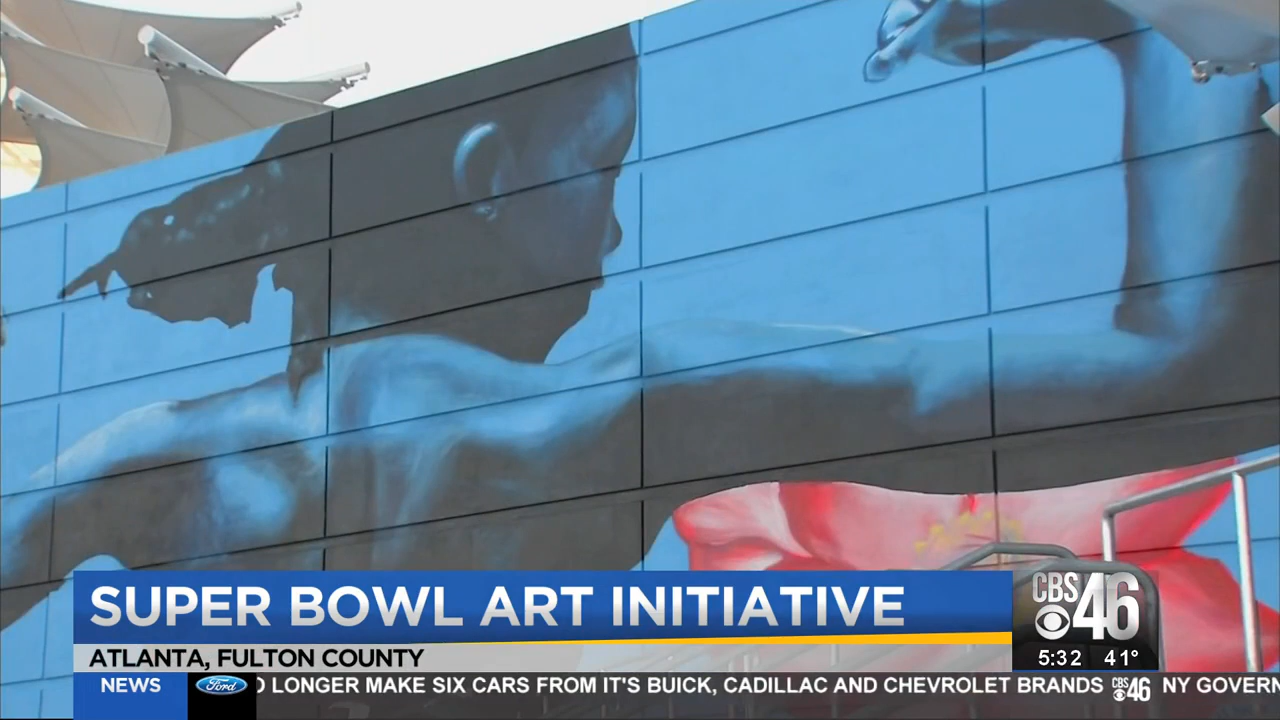 SUPER BOWL ART INITIATIVE
ATLANTA, FULTON COUNTY
CBS 46
5:32 41°
NEWS Ford LONGER MAKE SIX CARS FROM IT'S BUICK, CADILLAC AND CHEVROLET BRANDS CBS 46 NY